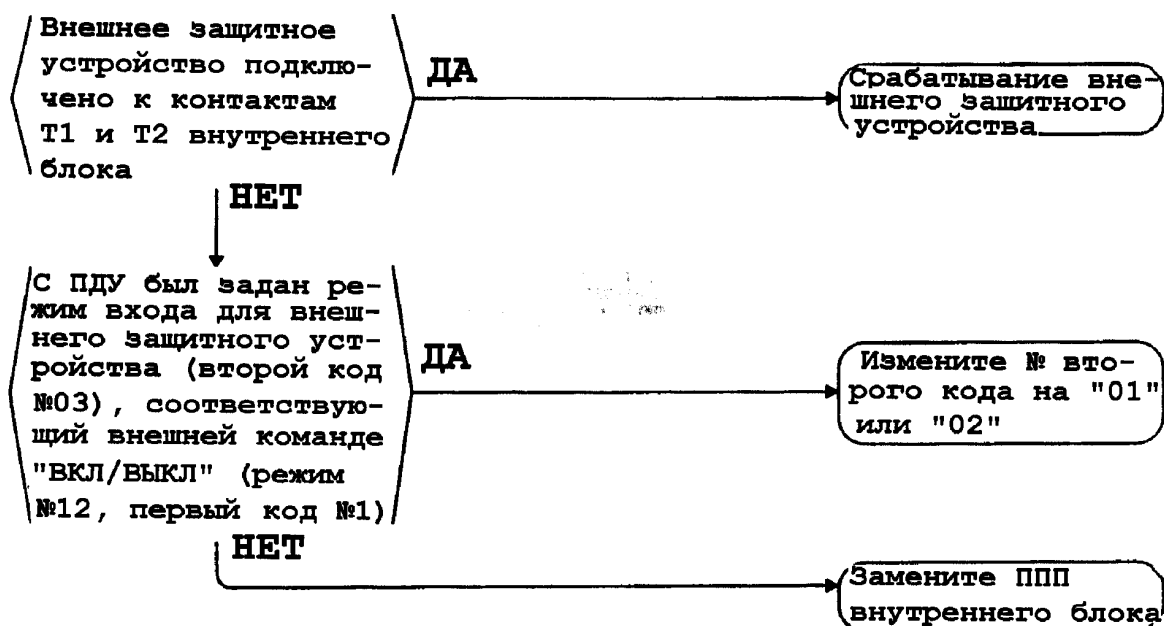 Внешнее защитное
устройство подклю-
чено к контактам
Т1 и Т2 внутреннего
блока
ДА
Срабатывание вне-
шнего защитного
устройства
НЕТ
С ПДУ был задан ре-
жим входа для внеш-
него защитного уст-
ройства (второй код
№03), соответствую-
щий внешней команде
"ВКЛ/ВЫКЛ" (режим
№12, первый код №1)
ДА
Измените № вто-
рого кода на "01"
или "02"
НЕТ
Замените ППП
внутреннего блока